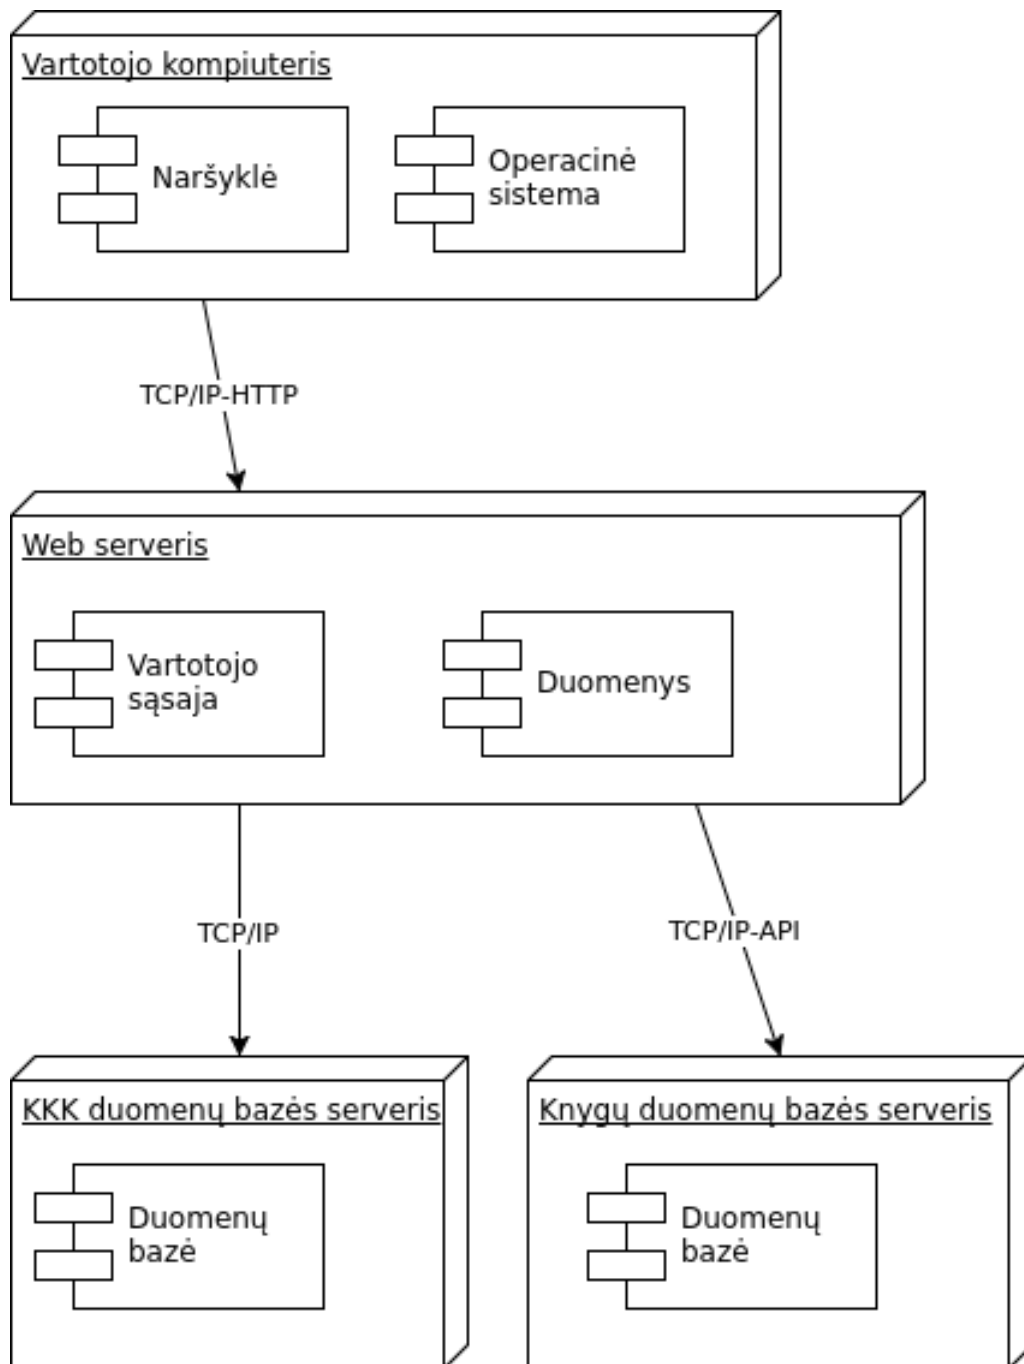 Vartotojo kompiuteris
Naršyklė
Operacinė
sistema
TCP/IP-HTTP
Web serveris
Vartotojo
sąsaja
Duomenys
TCP/IP
TCP/IP-API
KKK duomenų bazės serveris
Knygų duomenų bazės serveris
Duomenų
bazė
Duomenų
bazė